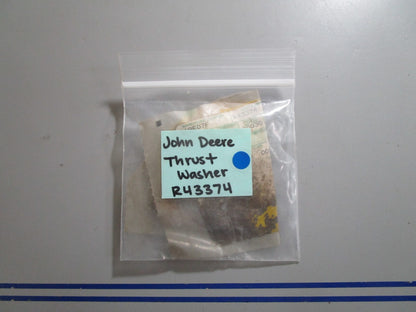 John Deere
Thrust
Washer
R43374